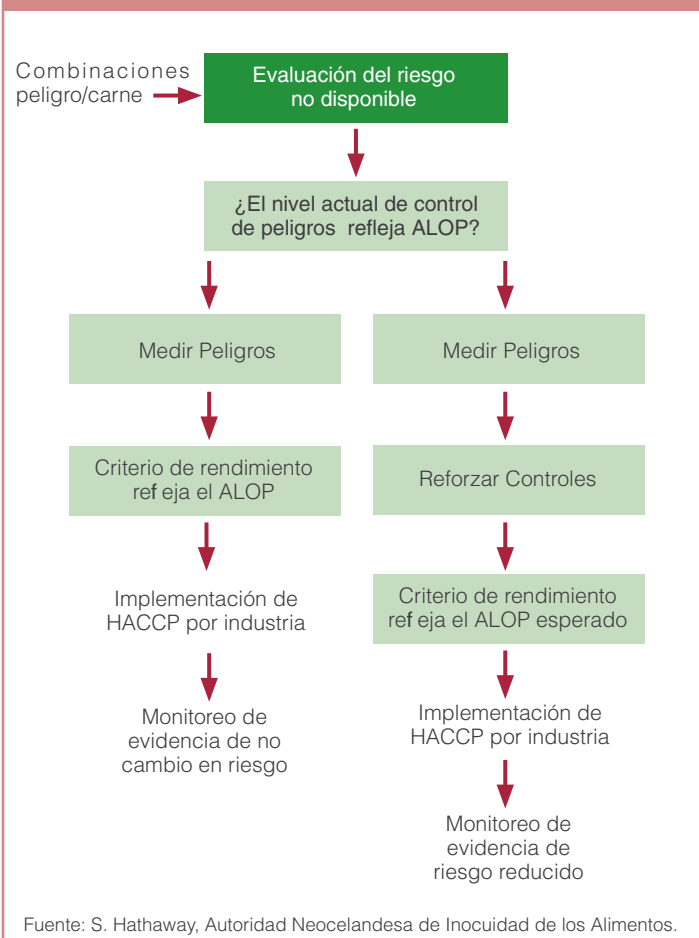 Combinaciones
peligro/carne
Evaluación del riesgo
no disponible
¿El nivel actual de control
de peligros refleja ALOP?
Medir Peligros
Criterio de rendimiento
ref eja el ALOP
Implementación de
HACCP por industria
Monitoreo de
evidencia de no
cambio en riesgo
Medir Peligros
Reforzar Controles
Criterio de rendimiento
ref eja el ALOP esperado
Implementación de
HACCP por industria
Monitoreo de
evidencia de
riesgo reducido
Fuente: S. Hathaway, Autoridad Neocelandesa de Inocuidad de los Alimentos.